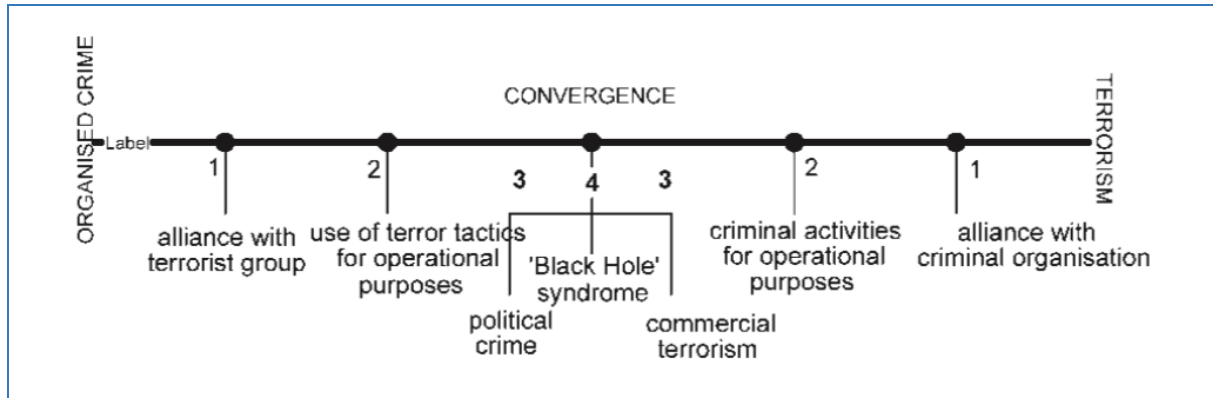 ORGANISED CRIME
Label
CONVERGENCE
TERRORISM
1
2
3
4
3
2
1
alliance with
terrorist group
use of terror tactics
for operational
purposes
political
crime
'Black Hole'
syndrome
commercial
terrorism
criminal activities
for operational
purposes
alliance with
criminal organisation